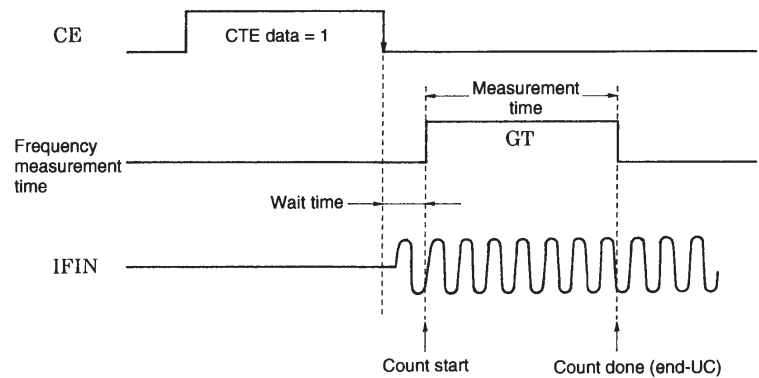 CE
CTE data = 1
Measurement
time
GT
Frequency
measurement
time
Wait time
IFIN
Count start
Count done (end-UC)